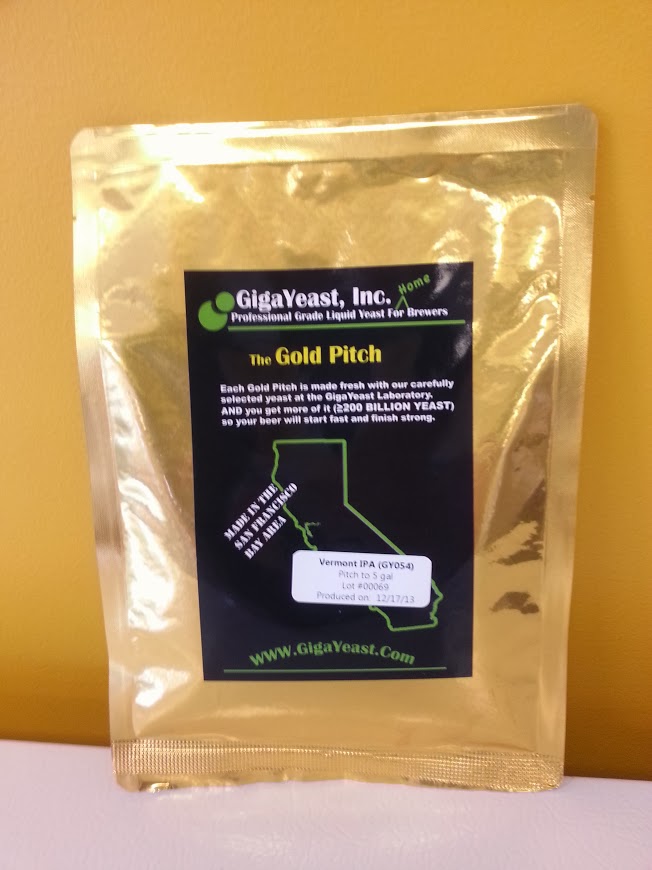 GigaYeast, Inc. Home
Professional Grade Liquid Yeast For Brewers
The Gold Pitch
Each Gold Pitch is made fresh with our carefully
selected yeast at the GigaYeast Laboratory.
AND you get more of it (≥200 BILLION YEAST)
so your beer will start fast and finish strong.
MADE IN THE
SAN FRANCISCO
BAY AREA
Vermont IPA (GY054)
Pitch to 5 gal
Lot #00069
Produced on: 12/17/13
WWW.GigaYeast.Com